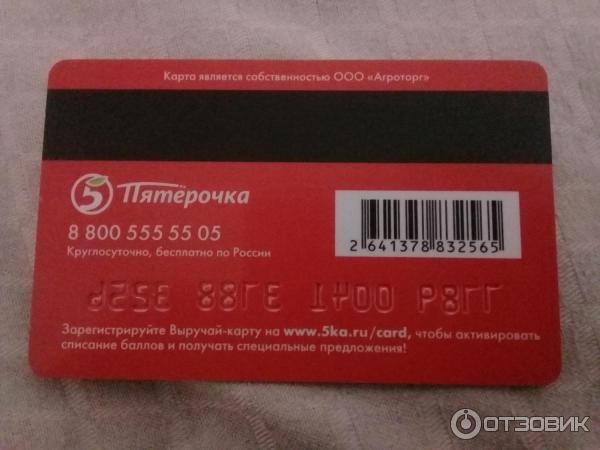 Карта является собственностью ООО «Агроторг»
5 Пятёрочка
8 800 555 55 05
Круглосуточно, бесплатно по России
2 641378 832565
Зарегистрируйте Выручай-карту на www.5ka.ru/card, чтобы активировать
списание баллов и получать специальные предложения!
ОТЗОВИК